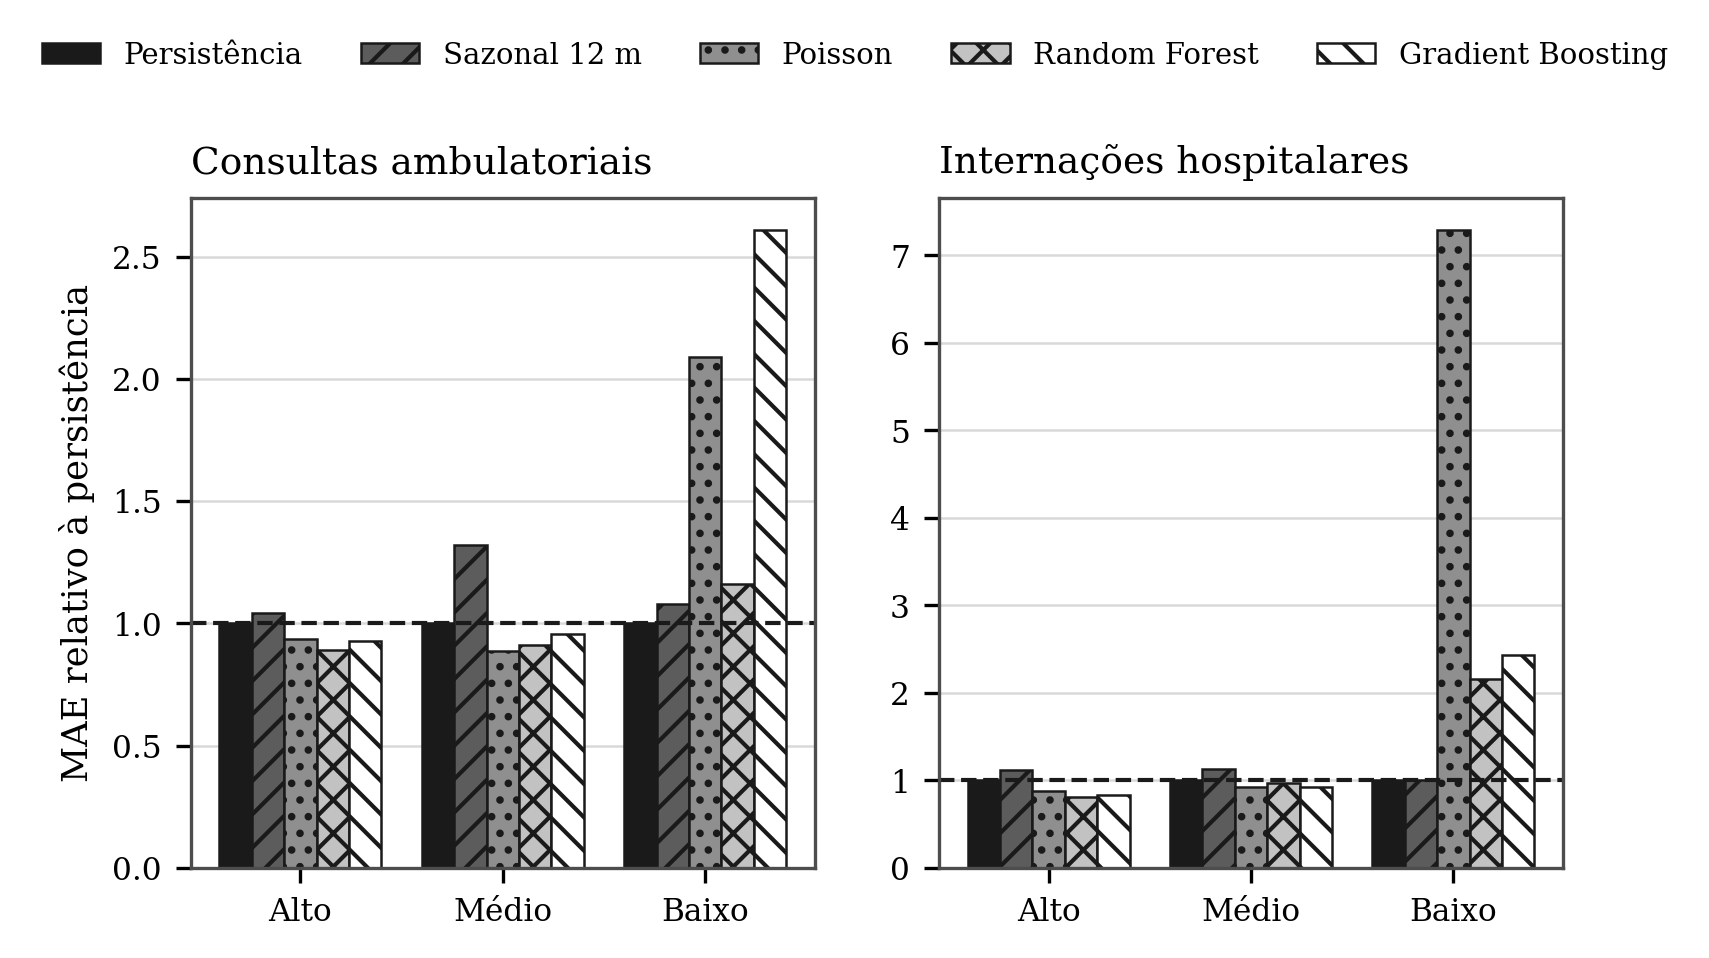 Persistência Sazonal 12 m Poisson Random Forest Gradient Boosting
Consultas ambulatoriais
MAE relativo à persistência
2.5
2.0
1.5
1.0
0.5
0.0
Alto Médio Baixo
Internações hospitalares
7
6
5
4
3
2
1
0
Alto Médio Baixo